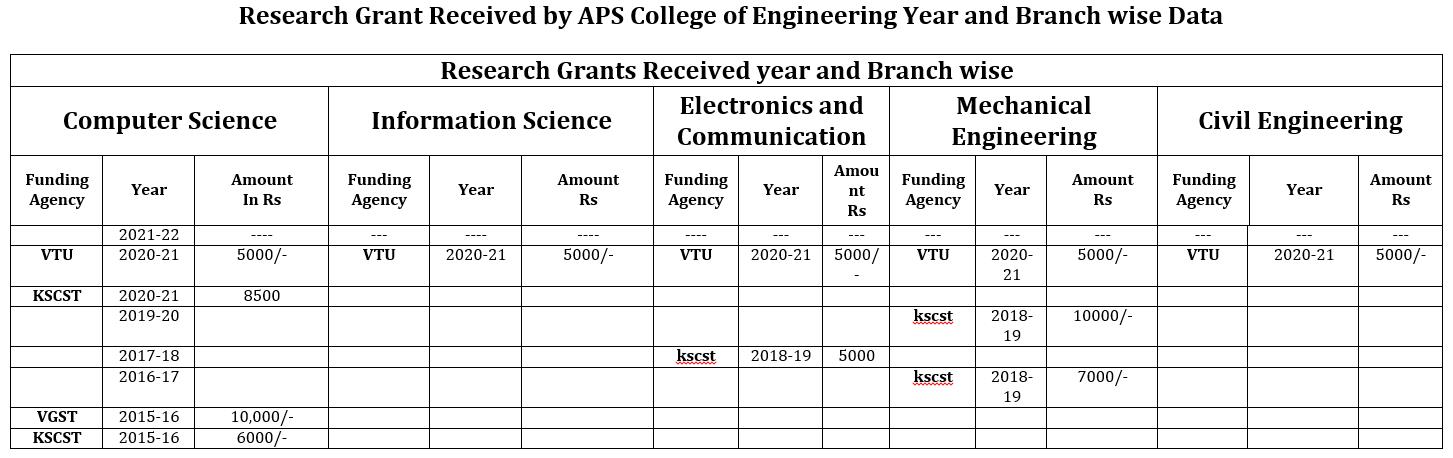 Research Grant Received by APS College of Engineering Year and Branch wise Data
Research Grants Received year and Branch wise
Computer Science Information Science Electronics and Communication Mechanical Engineering Civil Engineering
Funding Agency Year Amount In Rs Funding Agency Year Amount Rs Funding Agency Year Amou nt Rs Funding Agency Year Amount Rs Funding Agency Year Amount Rs
2021-22 ---- --- ---- ---- ---- --- --- --- --- --- --- --- ---
VTU 2020-21 5000/- VTU 2020-21 5000/- VTU 2020-21 5000/ - VTU 2020- 21 5000/- VTU 2020-21 5000/-
KSCST 2020-21 8500
2019-20 kscst 2018- 19 10000/-
2017-18 kscst 2018-19 5000
2016-17 kscst 2018- 19 7000/-
VGST 2015-16 10,000/-
KSCST 2015-16 6000/-